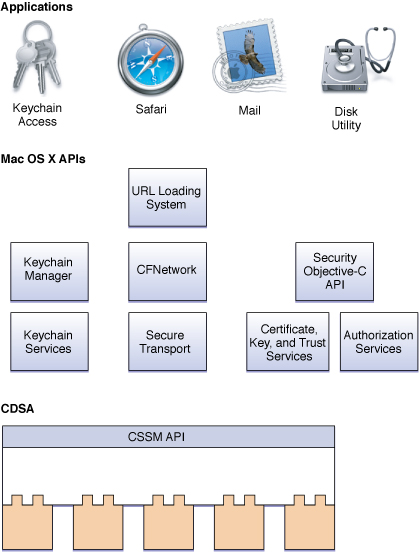 Applications
Keychain
Access
Safari
Mail
Disk
Utility
Mac OS X APIs
URL Loading
System
Keychain
Manager
CFNetwork
Security
Objective-C
API
Keychain
Services
Secure
Transport
Certificate,
Key, and Trust
Services
Authorization
Services
CDSA
CSSM API